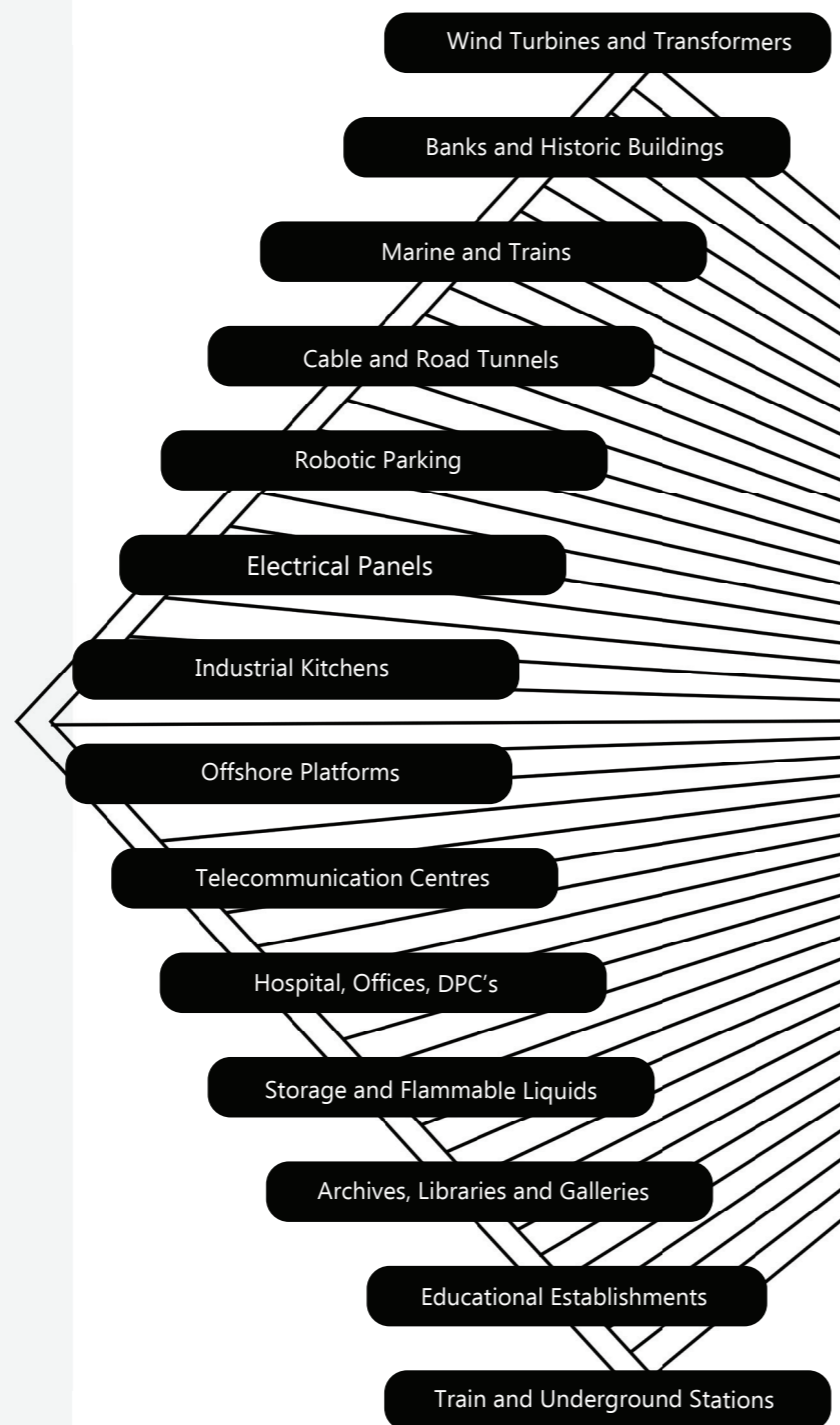 Wind Turbines and Transformers
Banks and Historic Buildings
Marine and Trains
Cable and Road Tunnels
Robotic Parking
Electrical Panels
Industrial Kitchens
Offshore Platforms
Telecommunication Centres
Hospital, Offices, DPC’s
Storage and Flammable Liquids
Archives, Libraries and Galleries
Educational Establishments
Train and Underground Stations